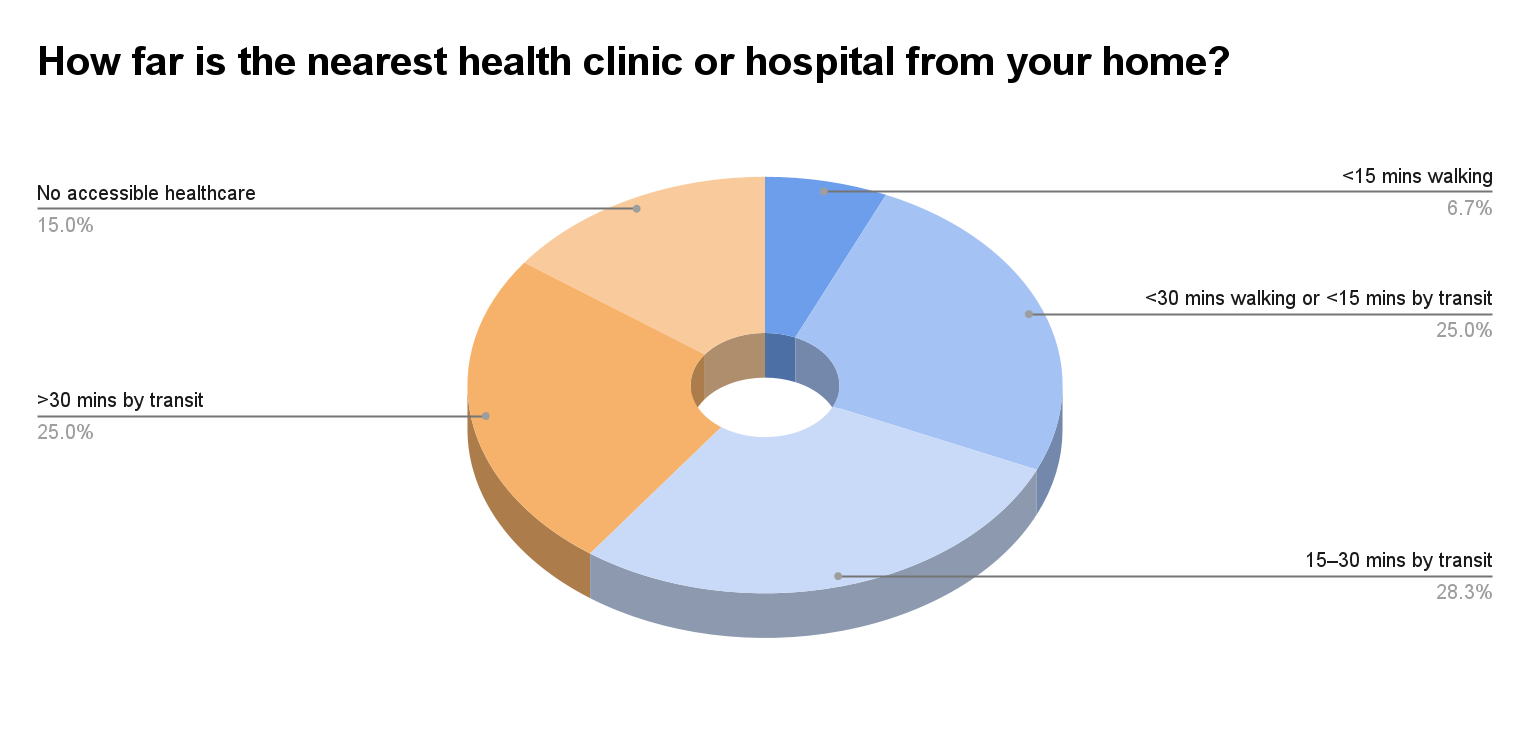 How far is the nearest health clinic or hospital from your home?
No accessible healthcare
15.0%
>30 mins by transit
25.0%
<15 mins walking
6.7%
<30 mins walking or <15 mins by transit
25.0%
15–30 mins by transit
28.3%